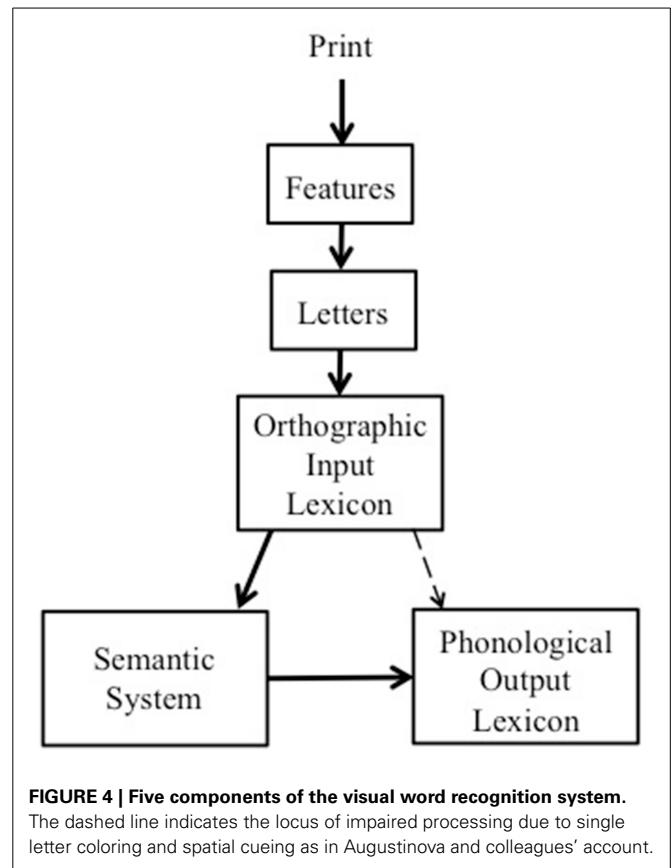 Print
Features
Letters
Orthographic
Input
Lexicon
Semantic
System
Phonological
Output
Lexicon
FIGURE 4 | Five components of the visual word recognition system.
The dashed line indicates the locus of impaired processing due to single
letter coloring and spatial cueing as in Augustinova and colleagues’ account.